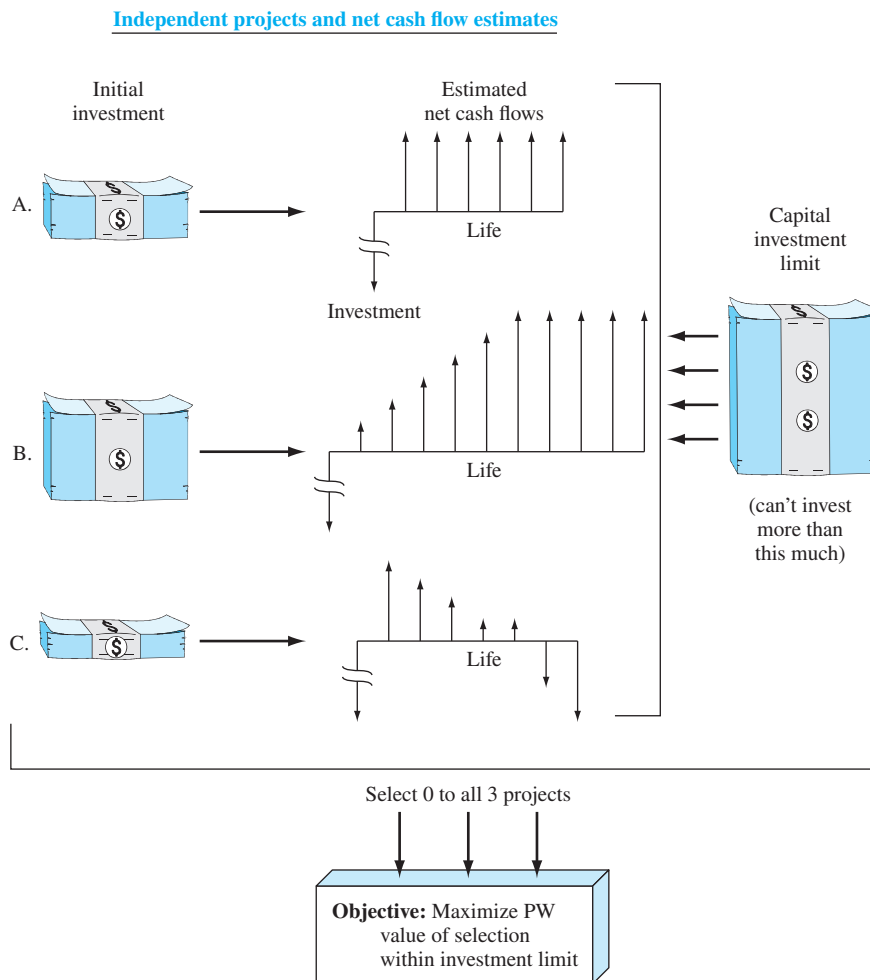 Independent projects and net cash flow estimates
Initial
investment
Estimated
net cash flows
A.
$
$
Life
Investment
Capital
investment
limit
$
$
$
B.
$
$
Life
(can't invest
more than
this much)
C.
$
$
Life
Select 0 to all 3 projects
Objective: Maximize PW
value of selection
within investment limit